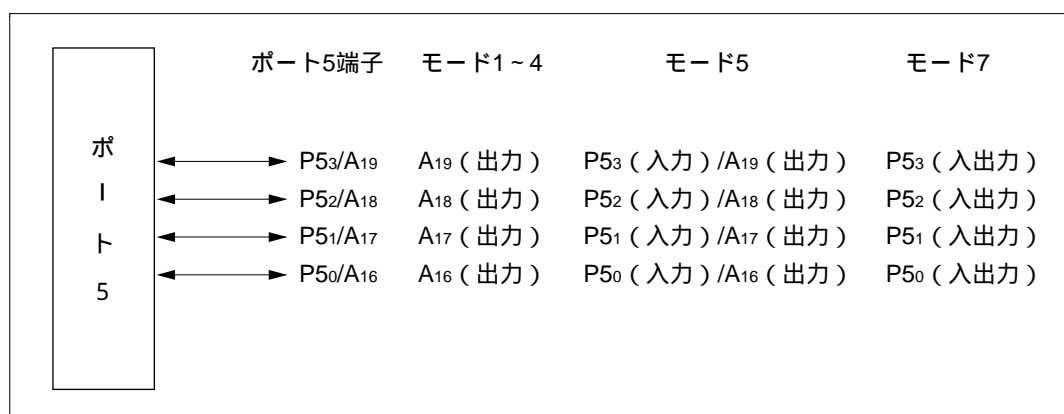 ポート5端子 モード1~4 モード5 モード7
ポート5
P53/A19 A19(出力) P53(入力)/A19(出力) P53(入出力)
P52/A18 A18(出力) P52(入力)/A18(出力) P52(入出力)
P51/A17 A17(出力) P51(入力)/A17(出力) P51(入出力)
P50/A16 A16(出力) P50(入力)/A16(出力) P50(入出力)